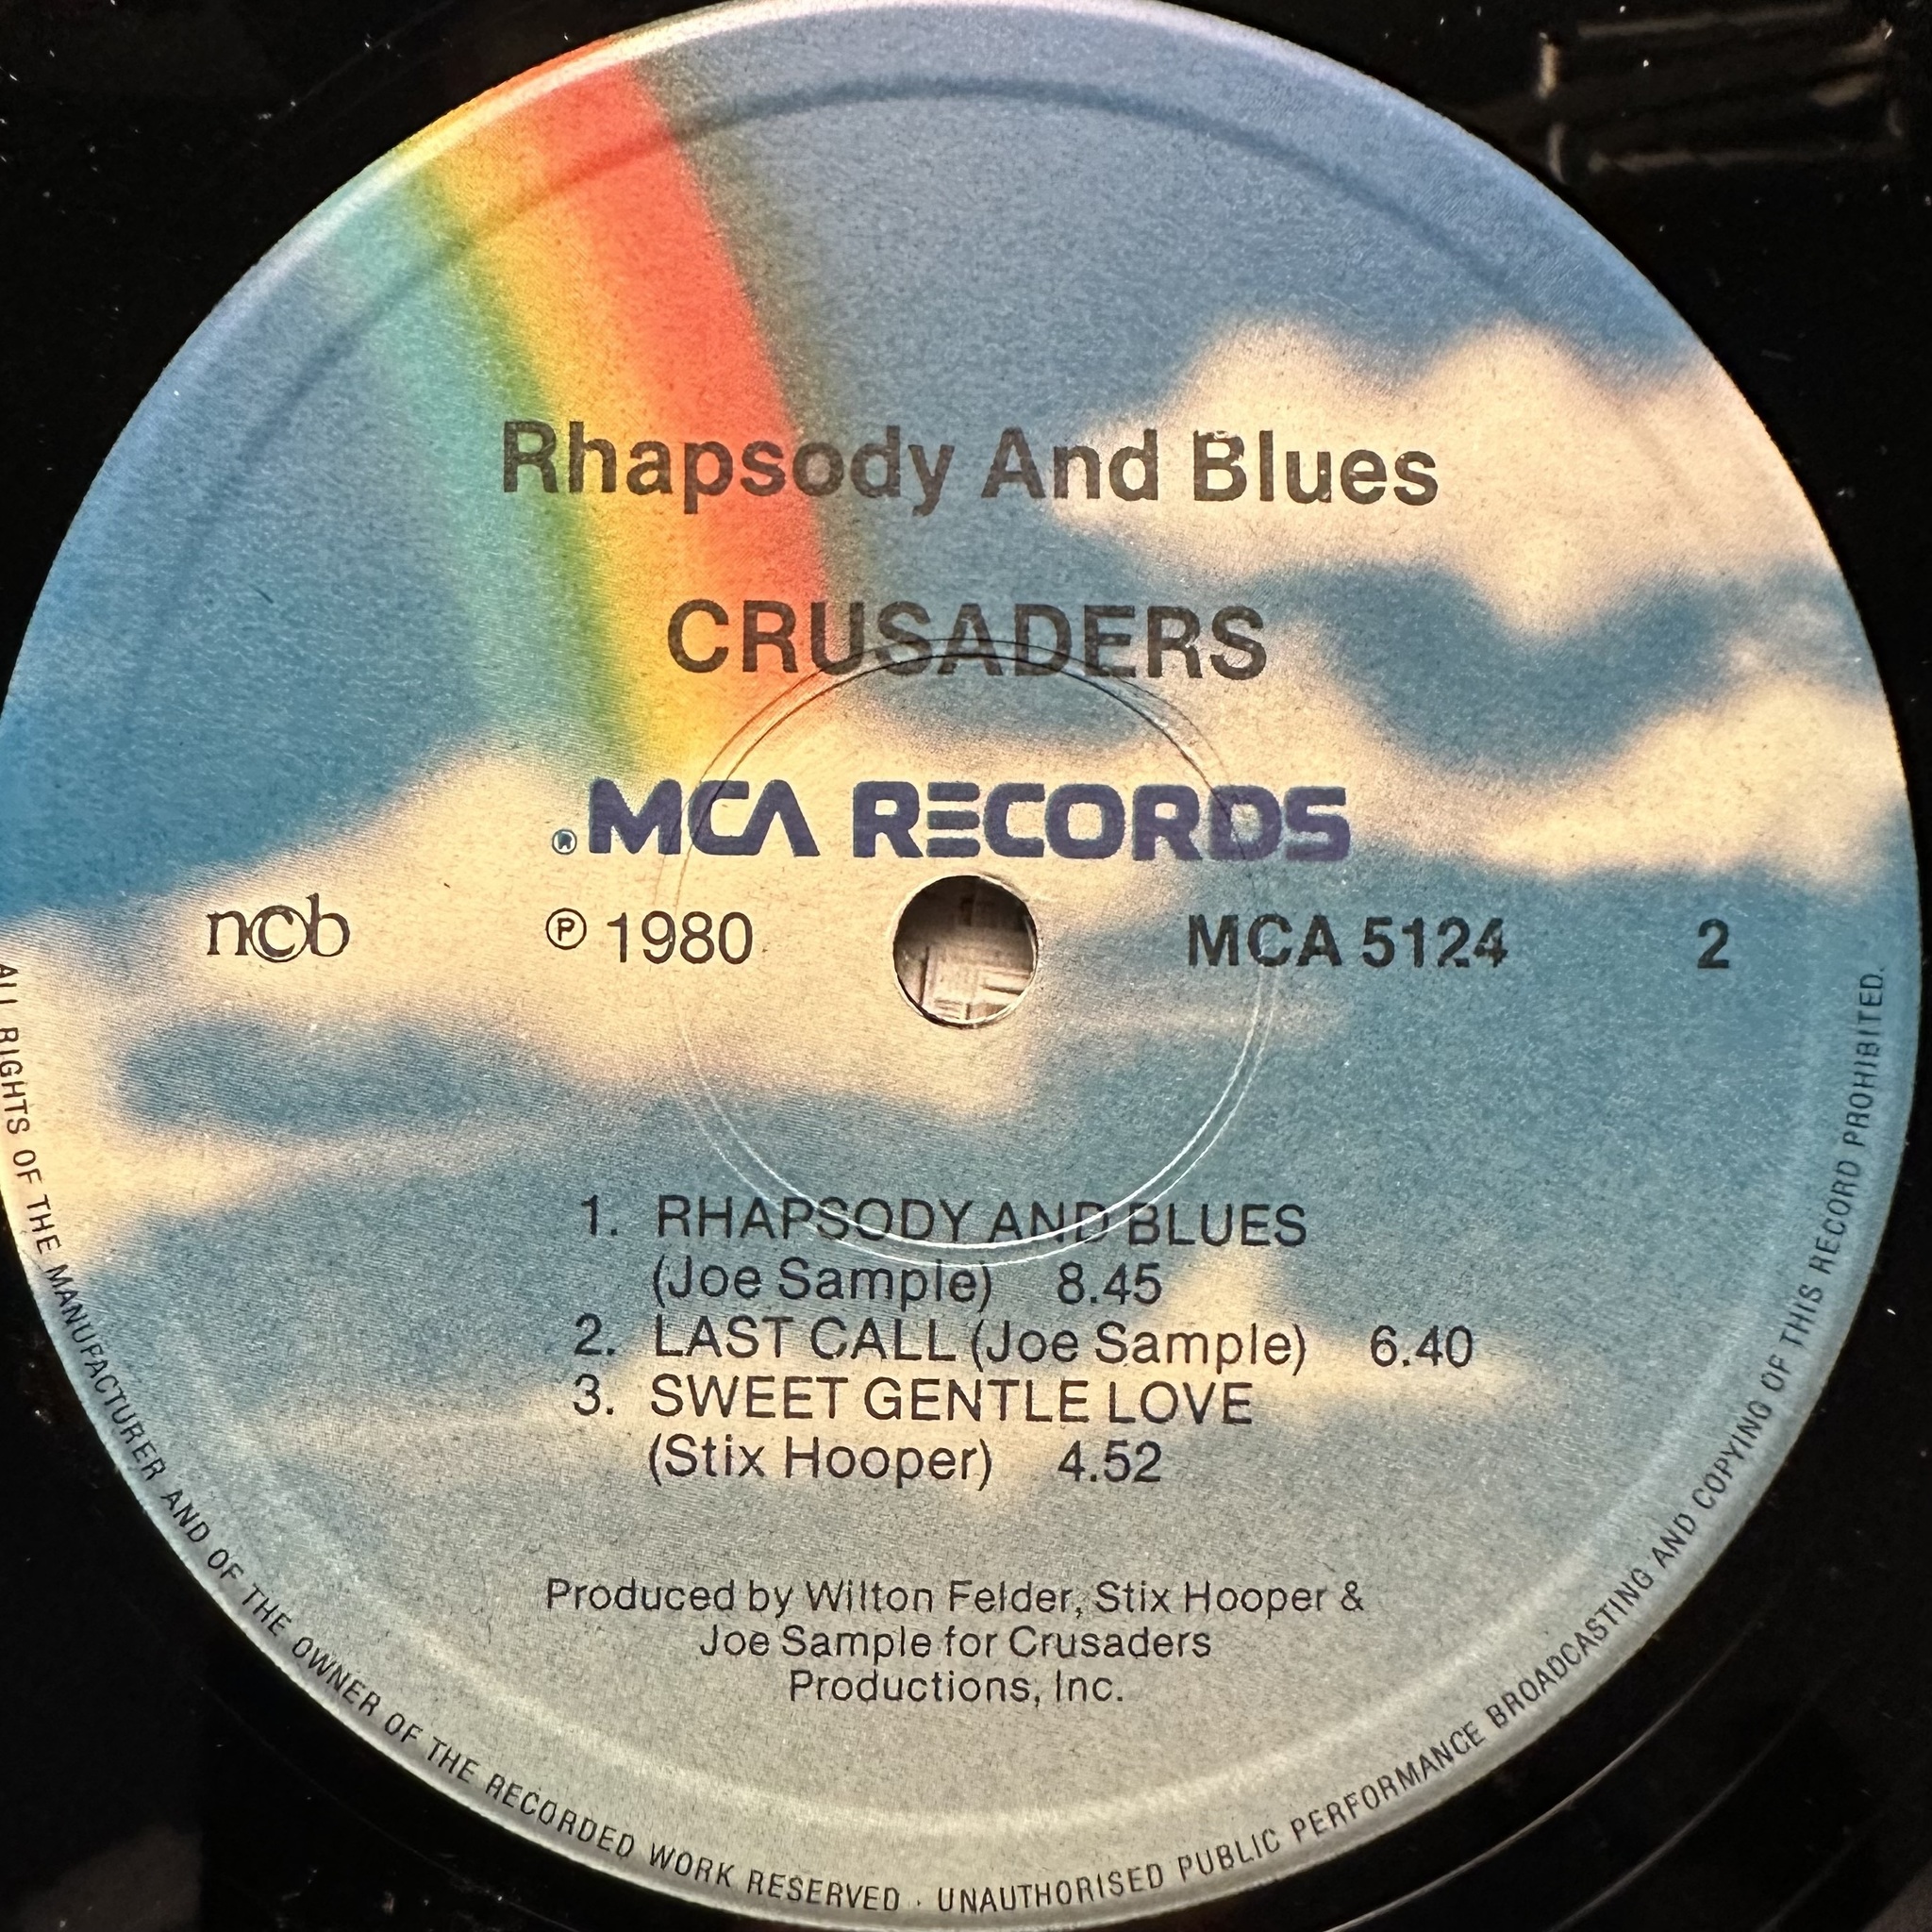 Rhapsody And Blues
CRUSADERS
® MCA RECORDS
ncb
℗ 1980
MCA 5124
2
1. RHAPSODY AND BLUES
(Joe Sample) 8.45
2. LAST CALL (Joe Sample) 6.40
3. SWEET GENTLE LOVE
(Stix Hooper) 4.52
Produced by Wilton Felder, Stix Hooper &
Joe Sample for Crusaders
Productions, Inc.
ALL RIGHTS OF THE MANUFACTURER AND OF THE OWNER OF THE RECORDED WORK RESERVED · UNAUTHORISED PUBLIC PERFORMANCE BROADCASTING AND COPYING OF THIS RECORD PROHIBITED.